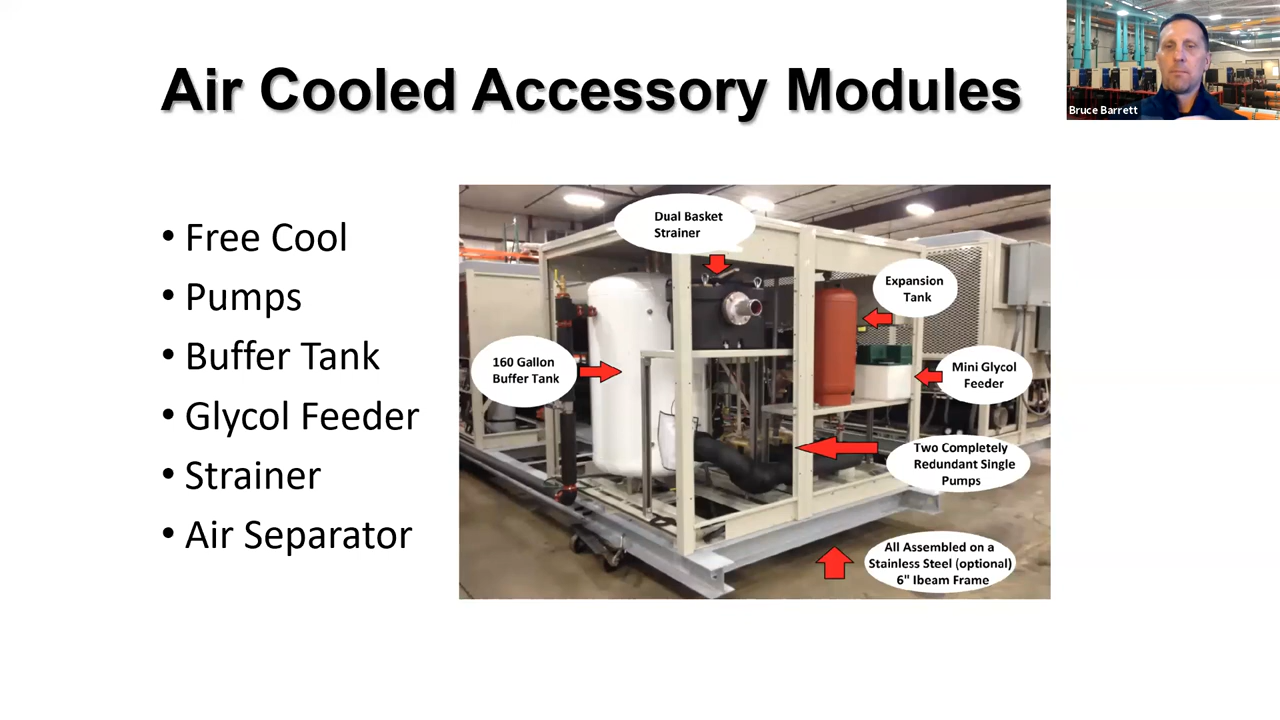 Air Cooled Accessory Modules
Bruce Barrett
• Free Cool
• Pumps
• Buffer Tank
• Glycol Feeder
• Strainer
• Air Separator
Dual Basket
Strainer
Expansion
Tank
160 Gallon
Buffer Tank
Mini Glycol
Feeder
Two Completely
Redundant Single
Pumps
All Assembled on a
Stainless Steel (optional)
6" Ibeam Frame